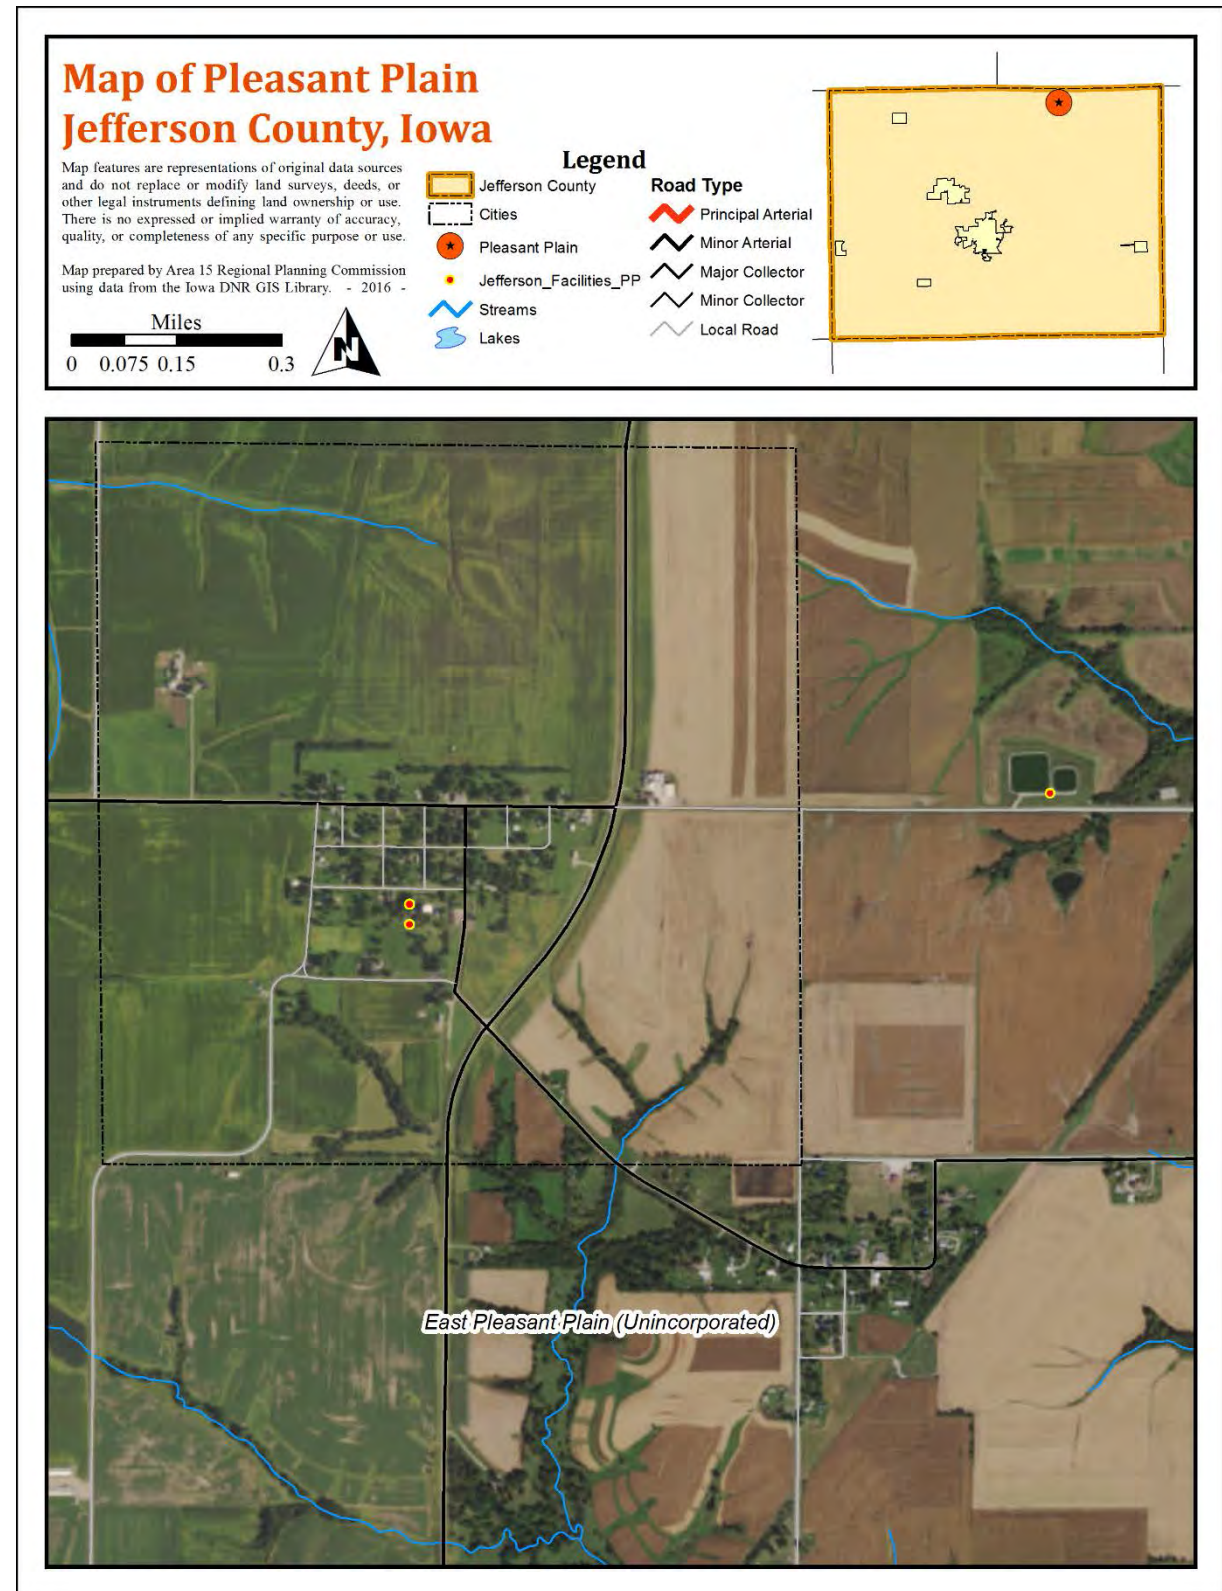 Map of Pleasant Plain
Jefferson County, Iowa
Map features are representations of original data sources
and do not replace or modify land surveys, deeds, or
other legal instruments defining land ownership or use.
There is no expressed or implied warranty of accuracy,
quality, or completeness of any specific purpose or use.
Map prepared by Area 15 Regional Planning Commission
using data from the Iowa DNR GIS Library. - 2016 -
Miles
0 0.075 0.15 0.3
N
Legend
Jefferson County
Cities
Pleasant Plain
Jefferson_Facilities_PP
Streams
Lakes
Road Type
Principal Arterial
Minor Arterial
Major Collector
Minor Collector
Local Road
East Pleasant Plain (Unincorporated)